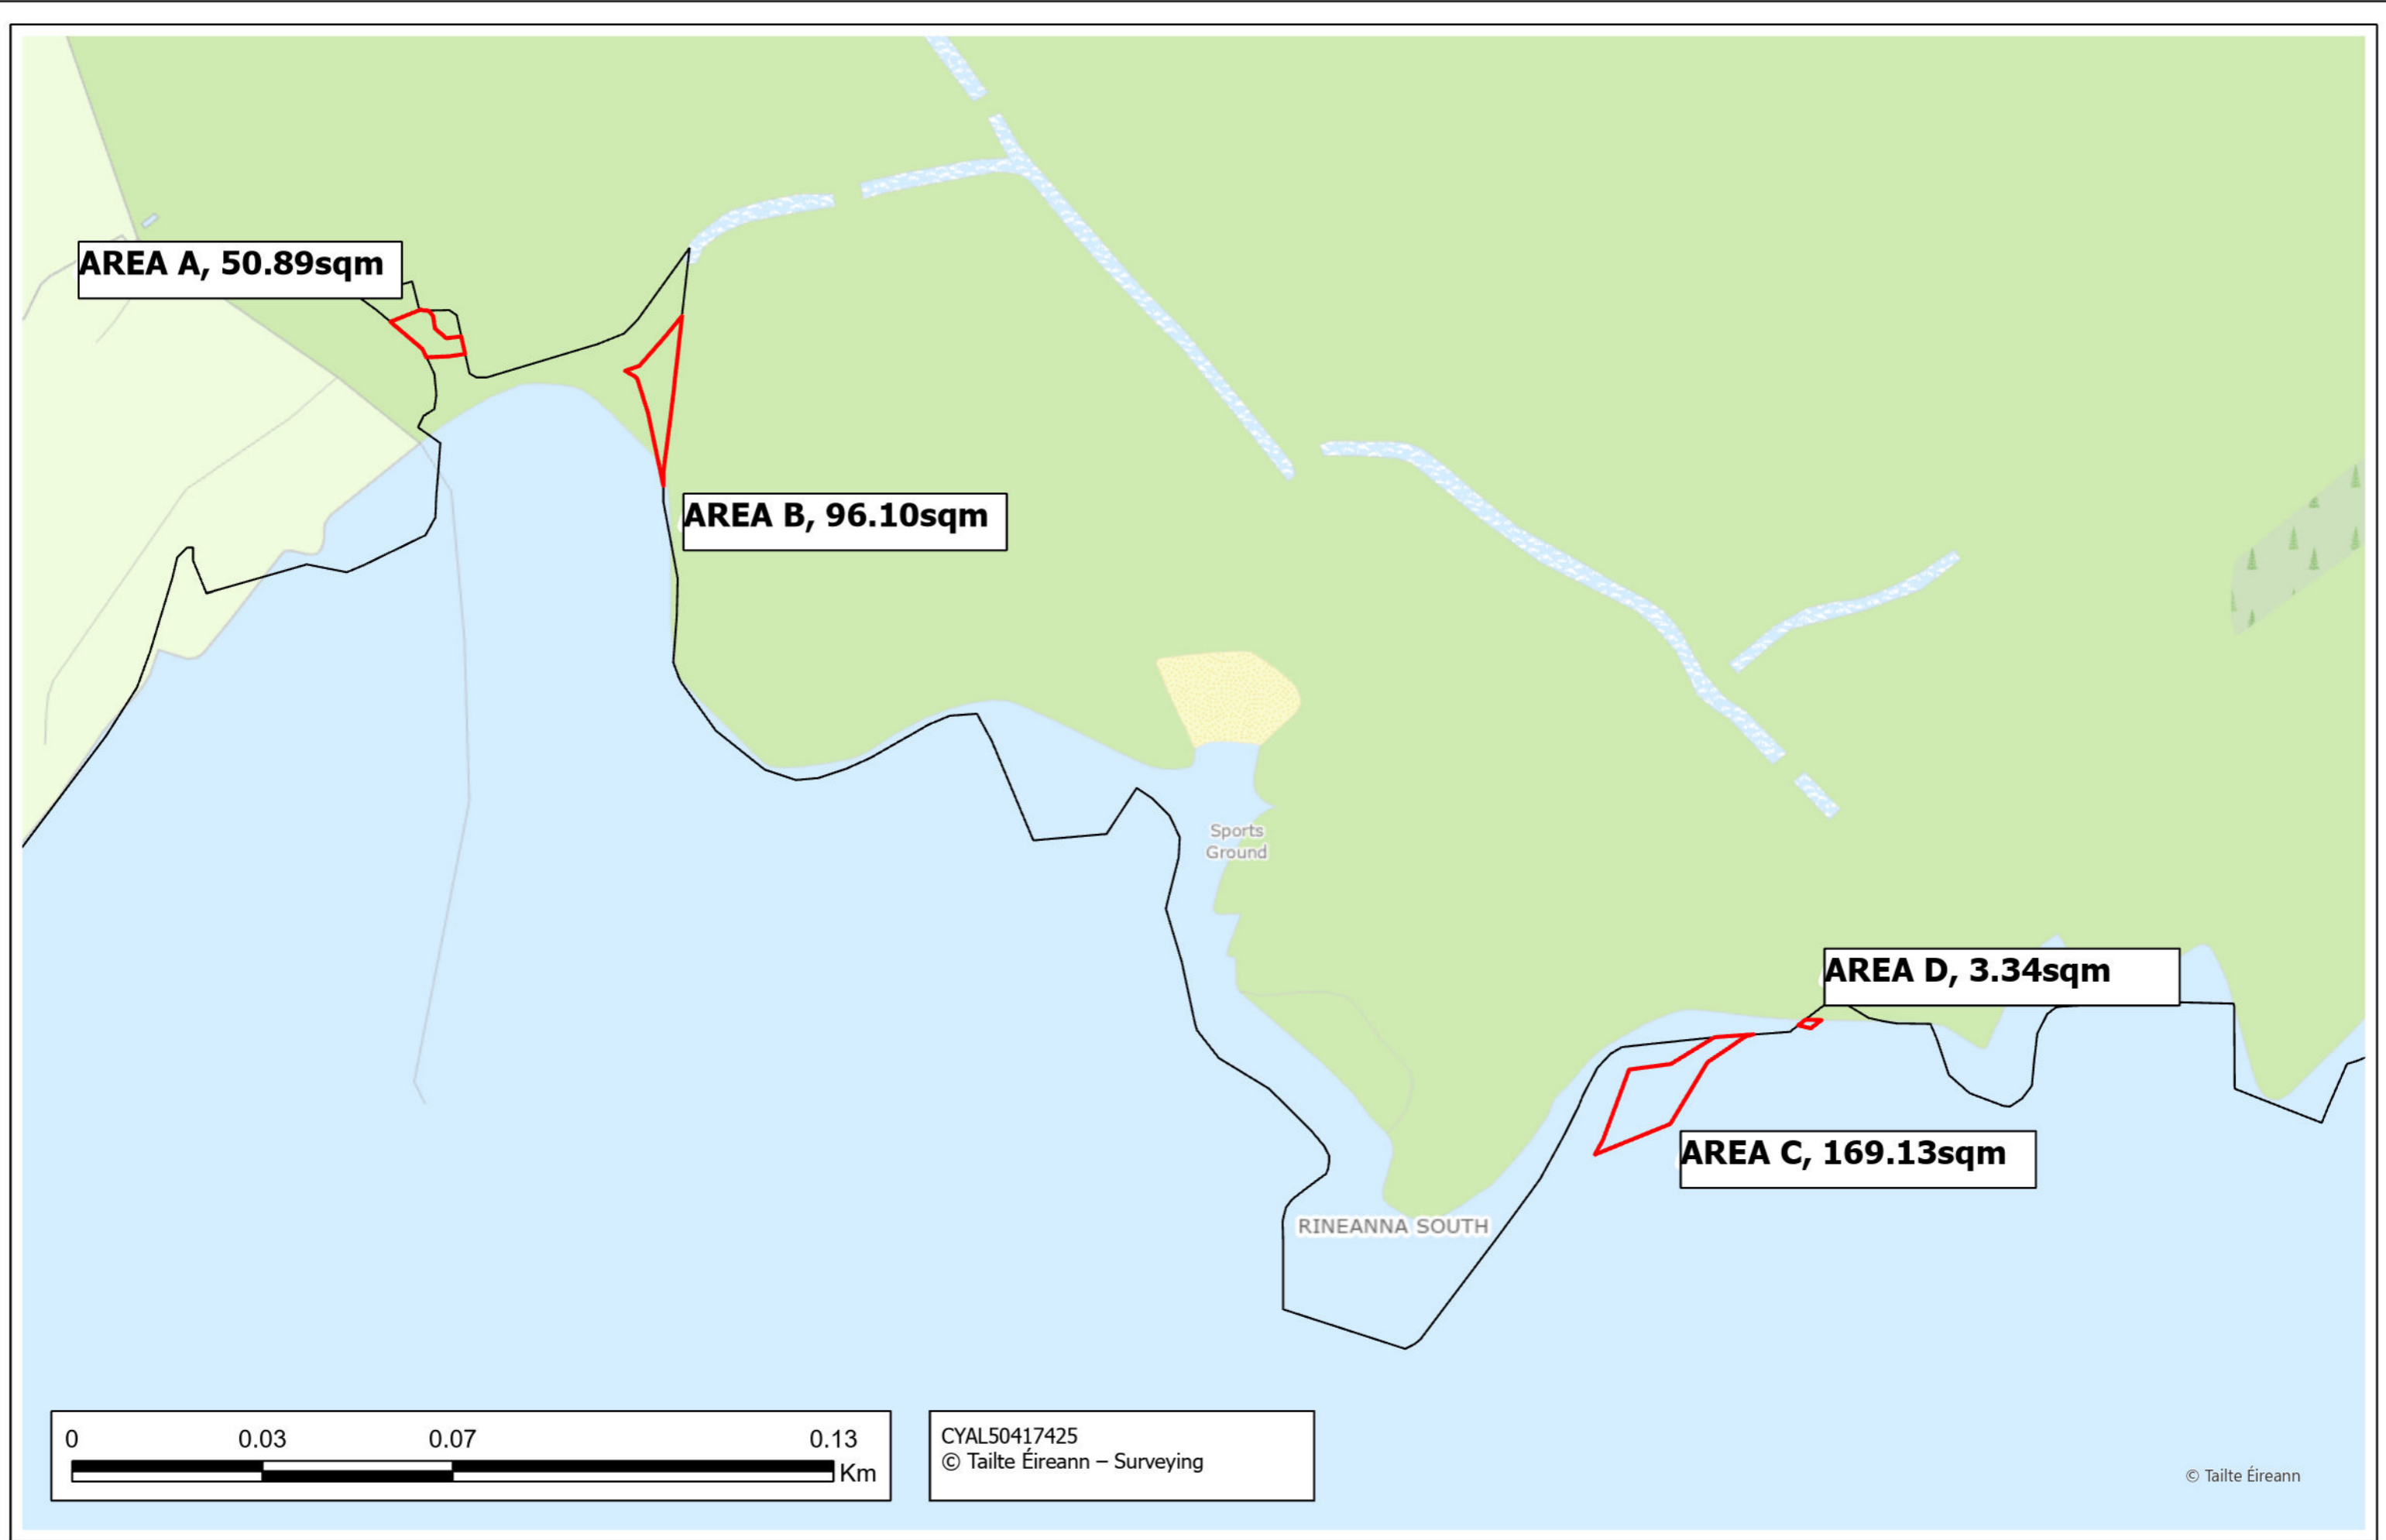 AREA A, 50.89sqm
AREA B, 96.10sqm
Sports
Ground
AREA D, 3.34sqm
AREA C, 169.13sqm
RINEANNA SOUTH
0 0.03 0.07 0.13
Km
CYAL50417425
© Tailte Éireann – Surveying
© Tailte Éireann